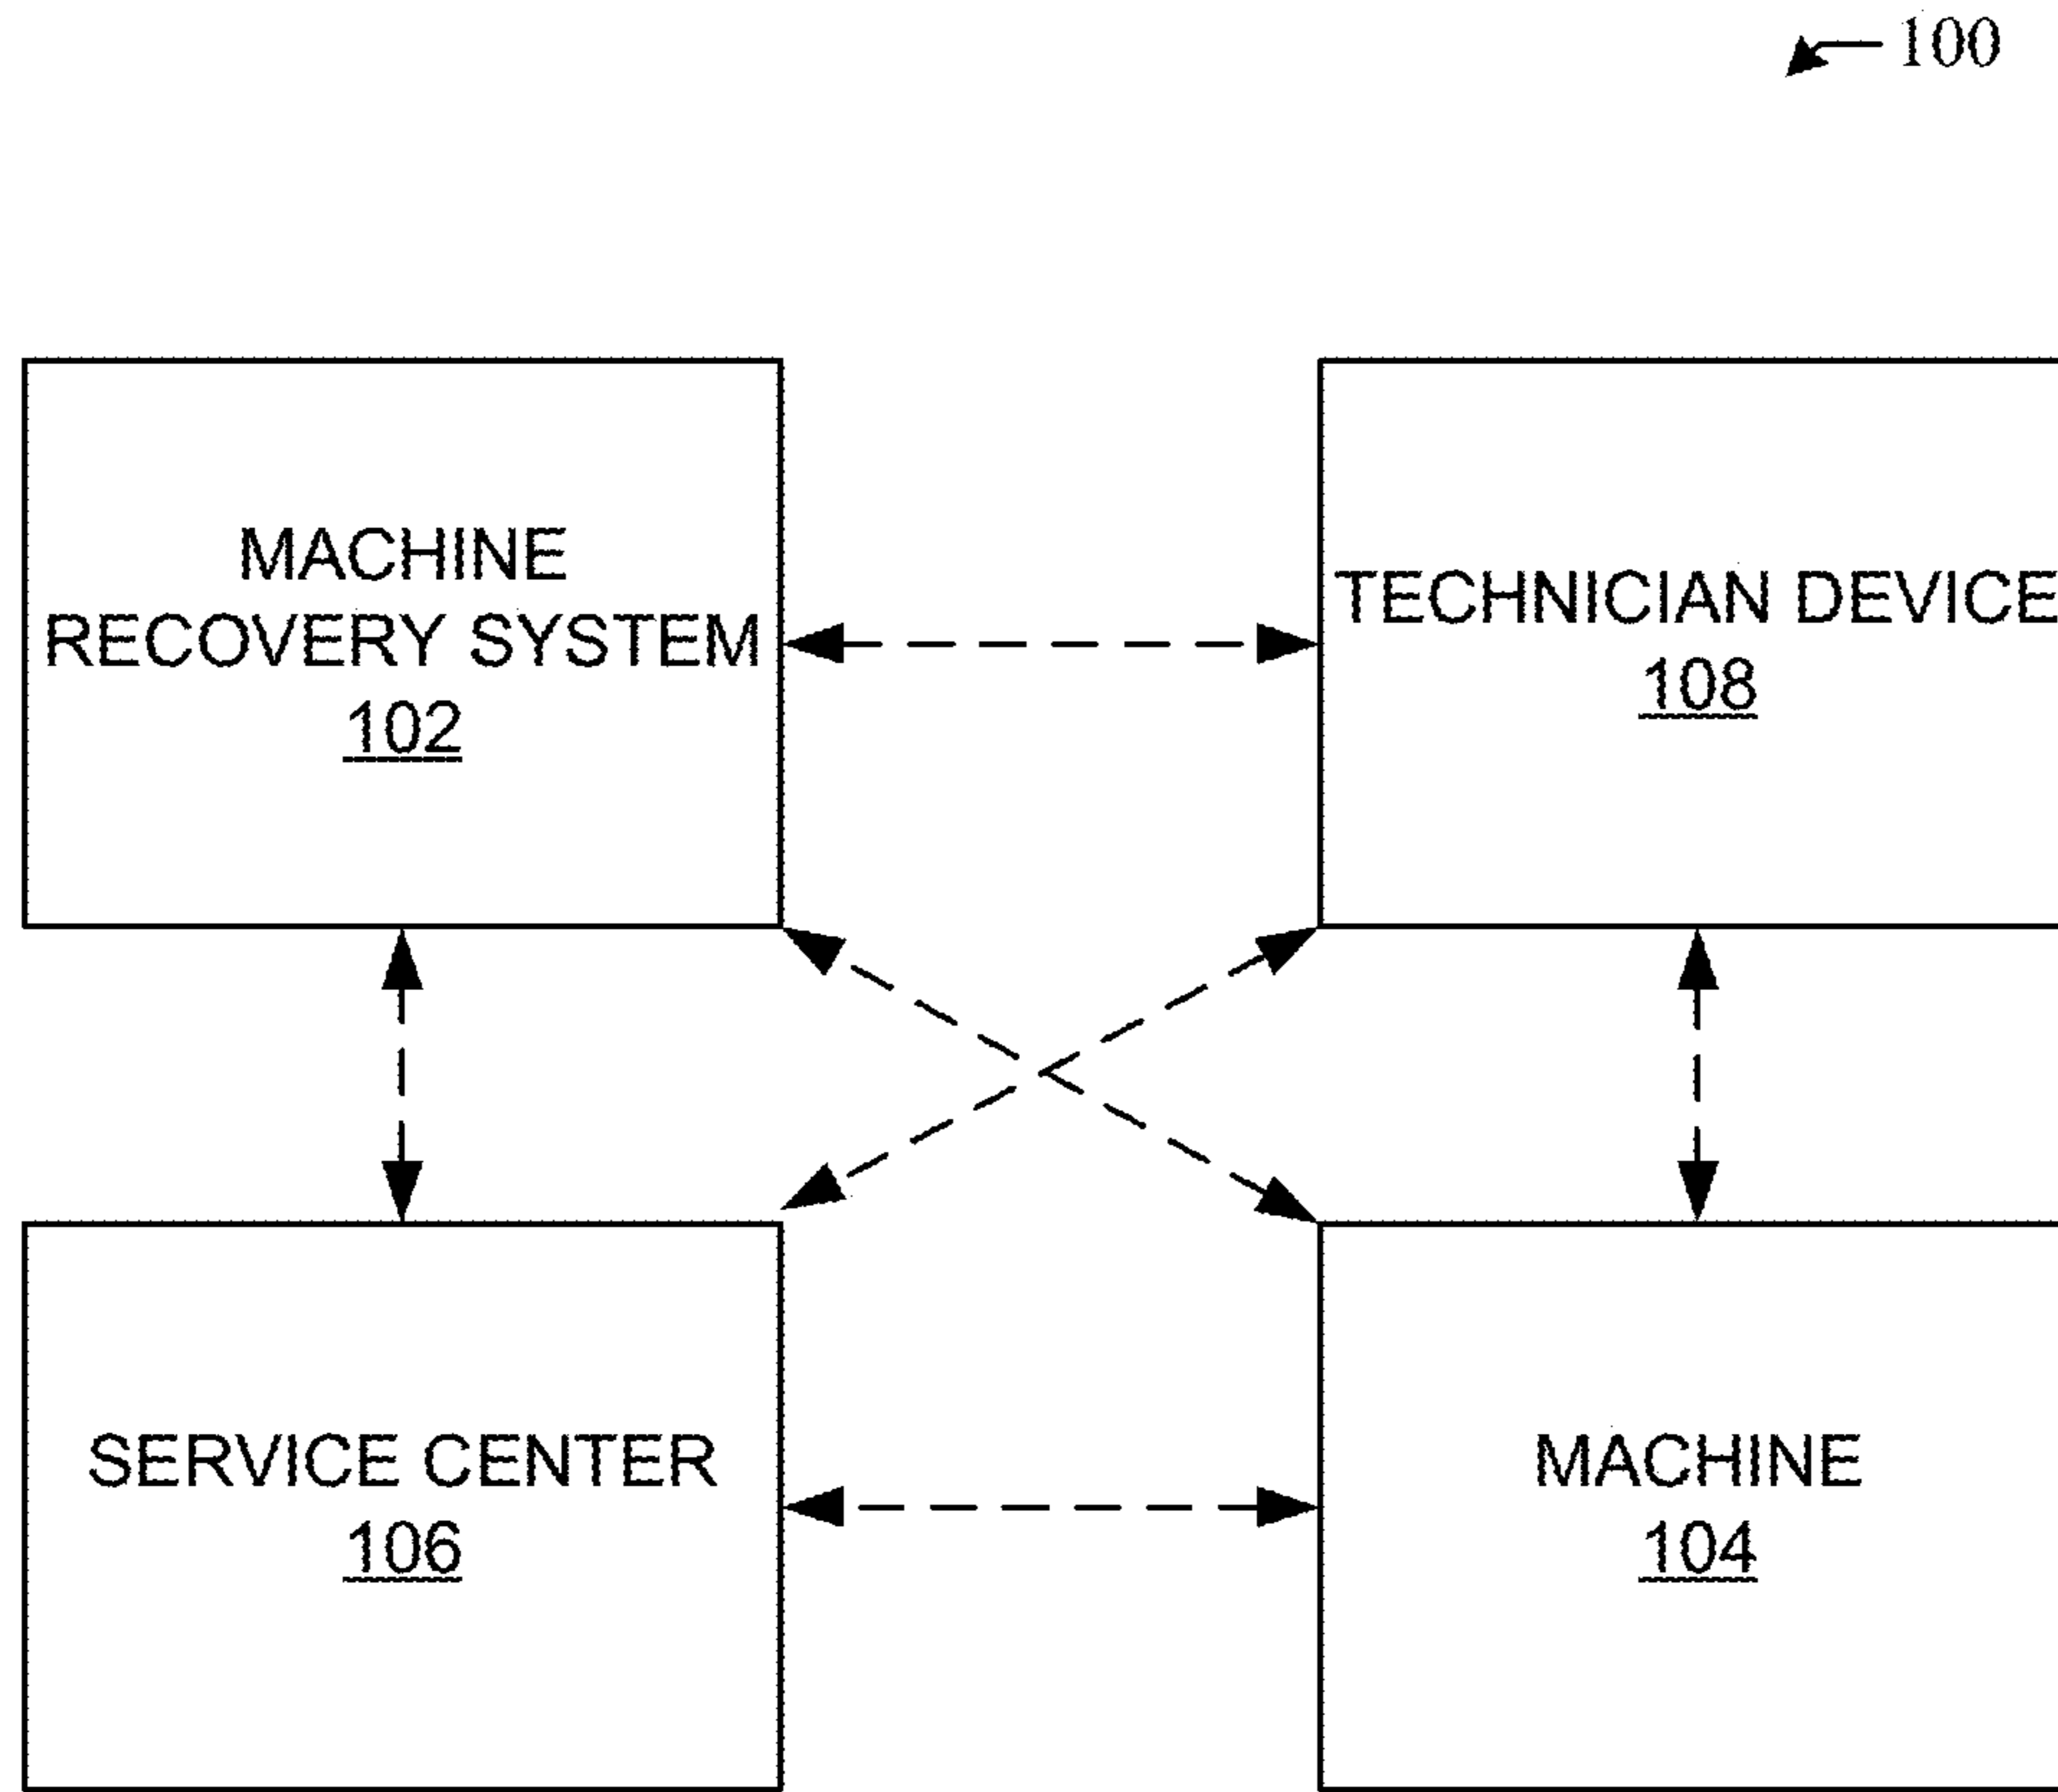 100
MACHINE
RECOVERY SYSTEM
102
TECHNICIAN DEVICE
108
SERVICE CENTER
106
MACHINE
104